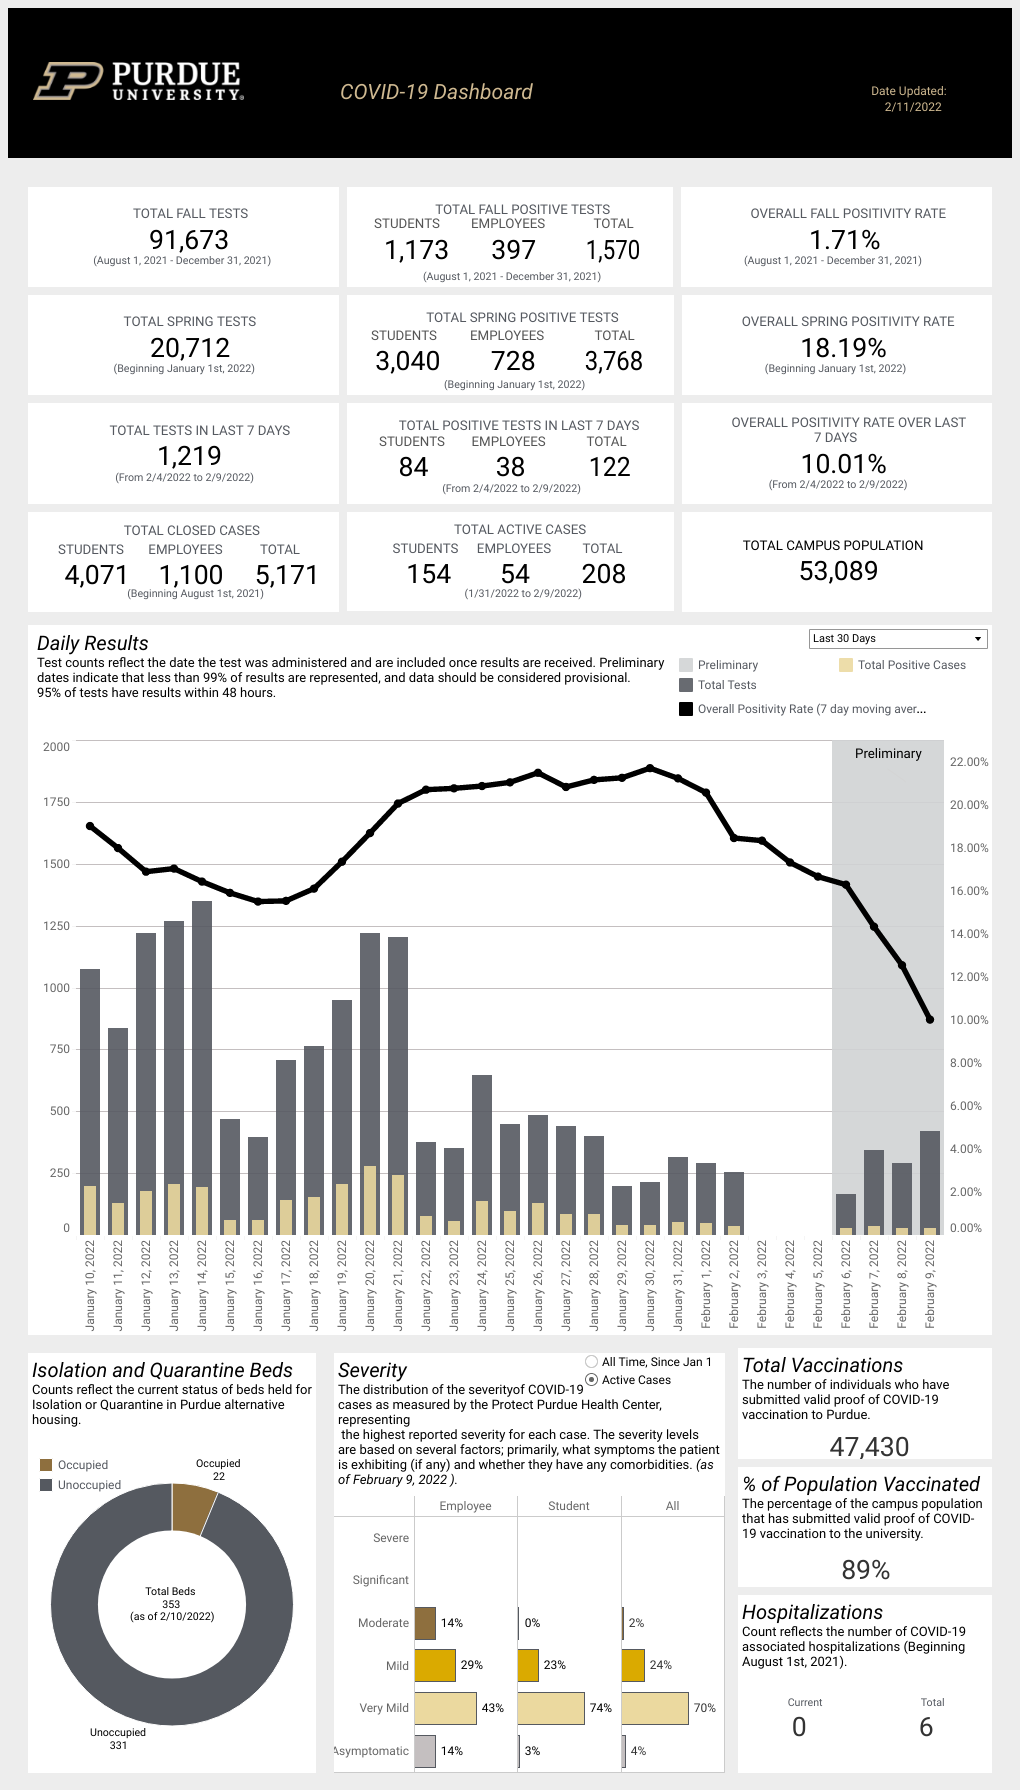 PURDUE
UNIVERSITY®
COVID-19 Dashboard
Date Updated:
2/11/2022
TOTAL FALL TESTS
91,673
(August 1, 2021 - December 31, 2021)
TOTAL FALL POSITIVE TESTS
STUDENTS EMPLOYEES TOTAL
1,173 397 1,570
(August 1, 2021 - December 31, 2021)
OVERALL FALL POSITIVITY RATE
1.71%
(August 1, 2021 - December 31, 2021)
TOTAL SPRING TESTS
20,712
(Beginning January 1st, 2022)
TOTAL SPRING POSITIVE TESTS
STUDENTS EMPLOYEES TOTAL
3,040 728 3,768
(Beginning January 1st, 2022)
OVERALL SPRING POSITIVITY RATE
18.19%
(Beginning January 1st, 2022)
TOTAL TESTS IN LAST 7 DAYS
1,219
(From 2/4/2022 to 2/9/2022)
TOTAL POSITIVE TESTS IN LAST 7 DAYS
STUDENTS EMPLOYEES TOTAL
84 38 122
(From 2/4/2022 to 2/9/2022)
OVERALL POSITIVITY RATE OVER LAST
7 DAYS
10.01%
(From 2/4/2022 to 2/9/2022)
TOTAL CLOSED CASES
STUDENTS EMPLOYEES TOTAL
4,071 1,100 5,171
(Beginning August 1st, 2021)
TOTAL ACTIVE CASES
STUDENTS EMPLOYEES TOTAL
154 54 208
(1/31/2022 to 2/9/2022)
TOTAL CAMPUS POPULATION
53,089
Daily Results
Test counts reflect the date the test was administered and are included once results are received. Preliminary
dates indicate that less than 99% of results are represented, and data should be considered provisional.
95% of tests have results within 48 hours.
Last 30 Days
Preliminary
Total Positive Cases
Total Tests
Overall Positivity Rate (7 day moving aver...
Preliminary
2000
1750
1500
1250
1000
750
500
250
0
22.00%
20.00%
18.00%
16.00%
14.00%
12.00%
10.00%
8.00%
6.00%
4.00%
2.00%
0.00%
January 10, 2022
January 11, 2022
January 12, 2022
January 13, 2022
January 14, 2022
January 15, 2022
January 16, 2022
January 17, 2022
January 18, 2022
January 19, 2022
January 20, 2022
January 21, 2022
January 22, 2022
January 23, 2022
January 24, 2022
January 25, 2022
January 26, 2022
January 27, 2022
January 28, 2022
January 29, 2022
January 30, 2022
January 31, 2022
February 1, 2022
February 2, 2022
February 3, 2022
February 4, 2022
February 5, 2022
February 6, 2022
February 7, 2022
February 8, 2022
February 9, 2022
Isolation and Quarantine Beds
Counts reflect the current status of beds held for
Isolation or Quarantine in Purdue alternative
housing.
Occupied
Unoccupied
Occupied
22
Total Beds
353
(as of 2/10/2022)
Unoccupied
331
Severity
All Time, Since Jan 1
Active Cases
The distribution of the severityof COVID-19
cases as measured by the Protect Purdue Health Center,
representing
the highest reported severity for each case. The severity levels
are based on several factors; primarily, what symptoms the patient
is exhibiting (if any) and whether they have any comorbidities. (as
of February 9, 2022 ).
Employee Student All
Severe
Significant
Moderate 14% 0% 2%
Mild 29% 23% 24%
Very Mild 43% 74% 70%
Asymptomatic 14% 3% 4%
Total Vaccinations
The number of individuals who have
submitted valid proof of COVID-19
vaccination to Purdue.
47,430
% of Population Vaccinated
The percentage of the campus population
that has submitted valid proof of COVID-
19 vaccination to the university.
89%
Hospitalizations
Count reflects the number of COVID-19
associated hospitalizations (Beginning
August 1st, 2021).
Current Total
0 6